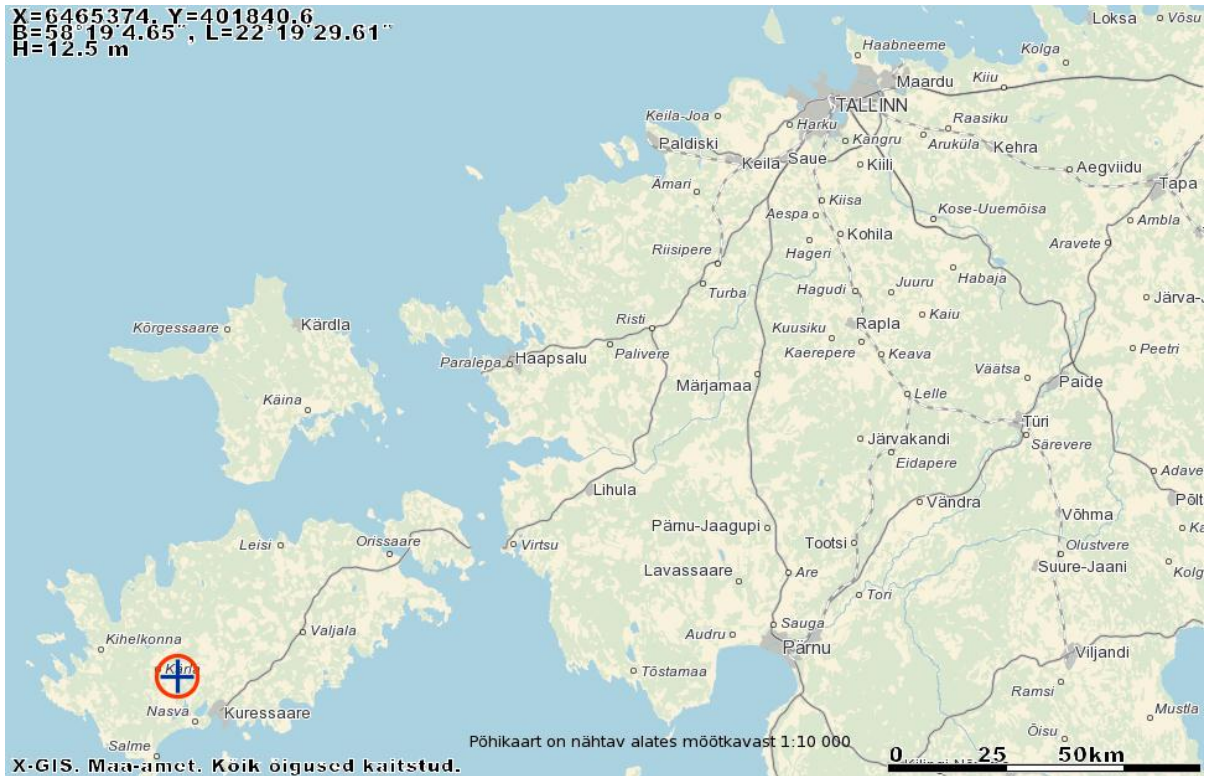 X=6465374, Y=401840.6
B=58°19'4.65", L=22°19'29.61"
H=12.5 m
Loksa
Võsu
Haabneeme
Kolga
Maardu
Kiiu
TALLINN
Keila-Joa
Harku
Raasiku
Paldiski
Kangru
Aruküla
Kehra
Keila
Saue
Kiili
Aegviidu
Ämari
Tapa
Kiisa
Aespa
Kose-Uuemõisa
Ambla
Kohila
Aravete
Riisipere
Hageri
Habaja
Turba
Hagudi
Juuru
Järva-J
Kõrgessaare
Kärdla
Risti
Kaiu
Kuusiku
Rapla
Paralepa
Haapsalu
Palivere
Kaerepere
Keava
Peetri
Väätsa
Märjamaa
Paide
Käina
Lelle
Türi
Järvakandi
Särevere
Eidapere
Adave
Lihula
Vändra
Põlt
Võhma
Pärnu-Jaagupi
Leisi
Orissaare
Virtsu
Tootsi
Olustvere
Suure-Jaani
Kolg
Lavassaare
Are
Tori
Valjala
Sauga
Kihelkonna
Audru
Pärnu
Viljandi
Kärla
Tõstamaa
Ramsi
Nasva
Kuressaare
Mustla
Õisu
Salme
Põhikaart on nähtav alates mõõtkavast 1:10 000
0 25 50km
X-GIS. Maa-amet. Kõik õigused kaitstud.